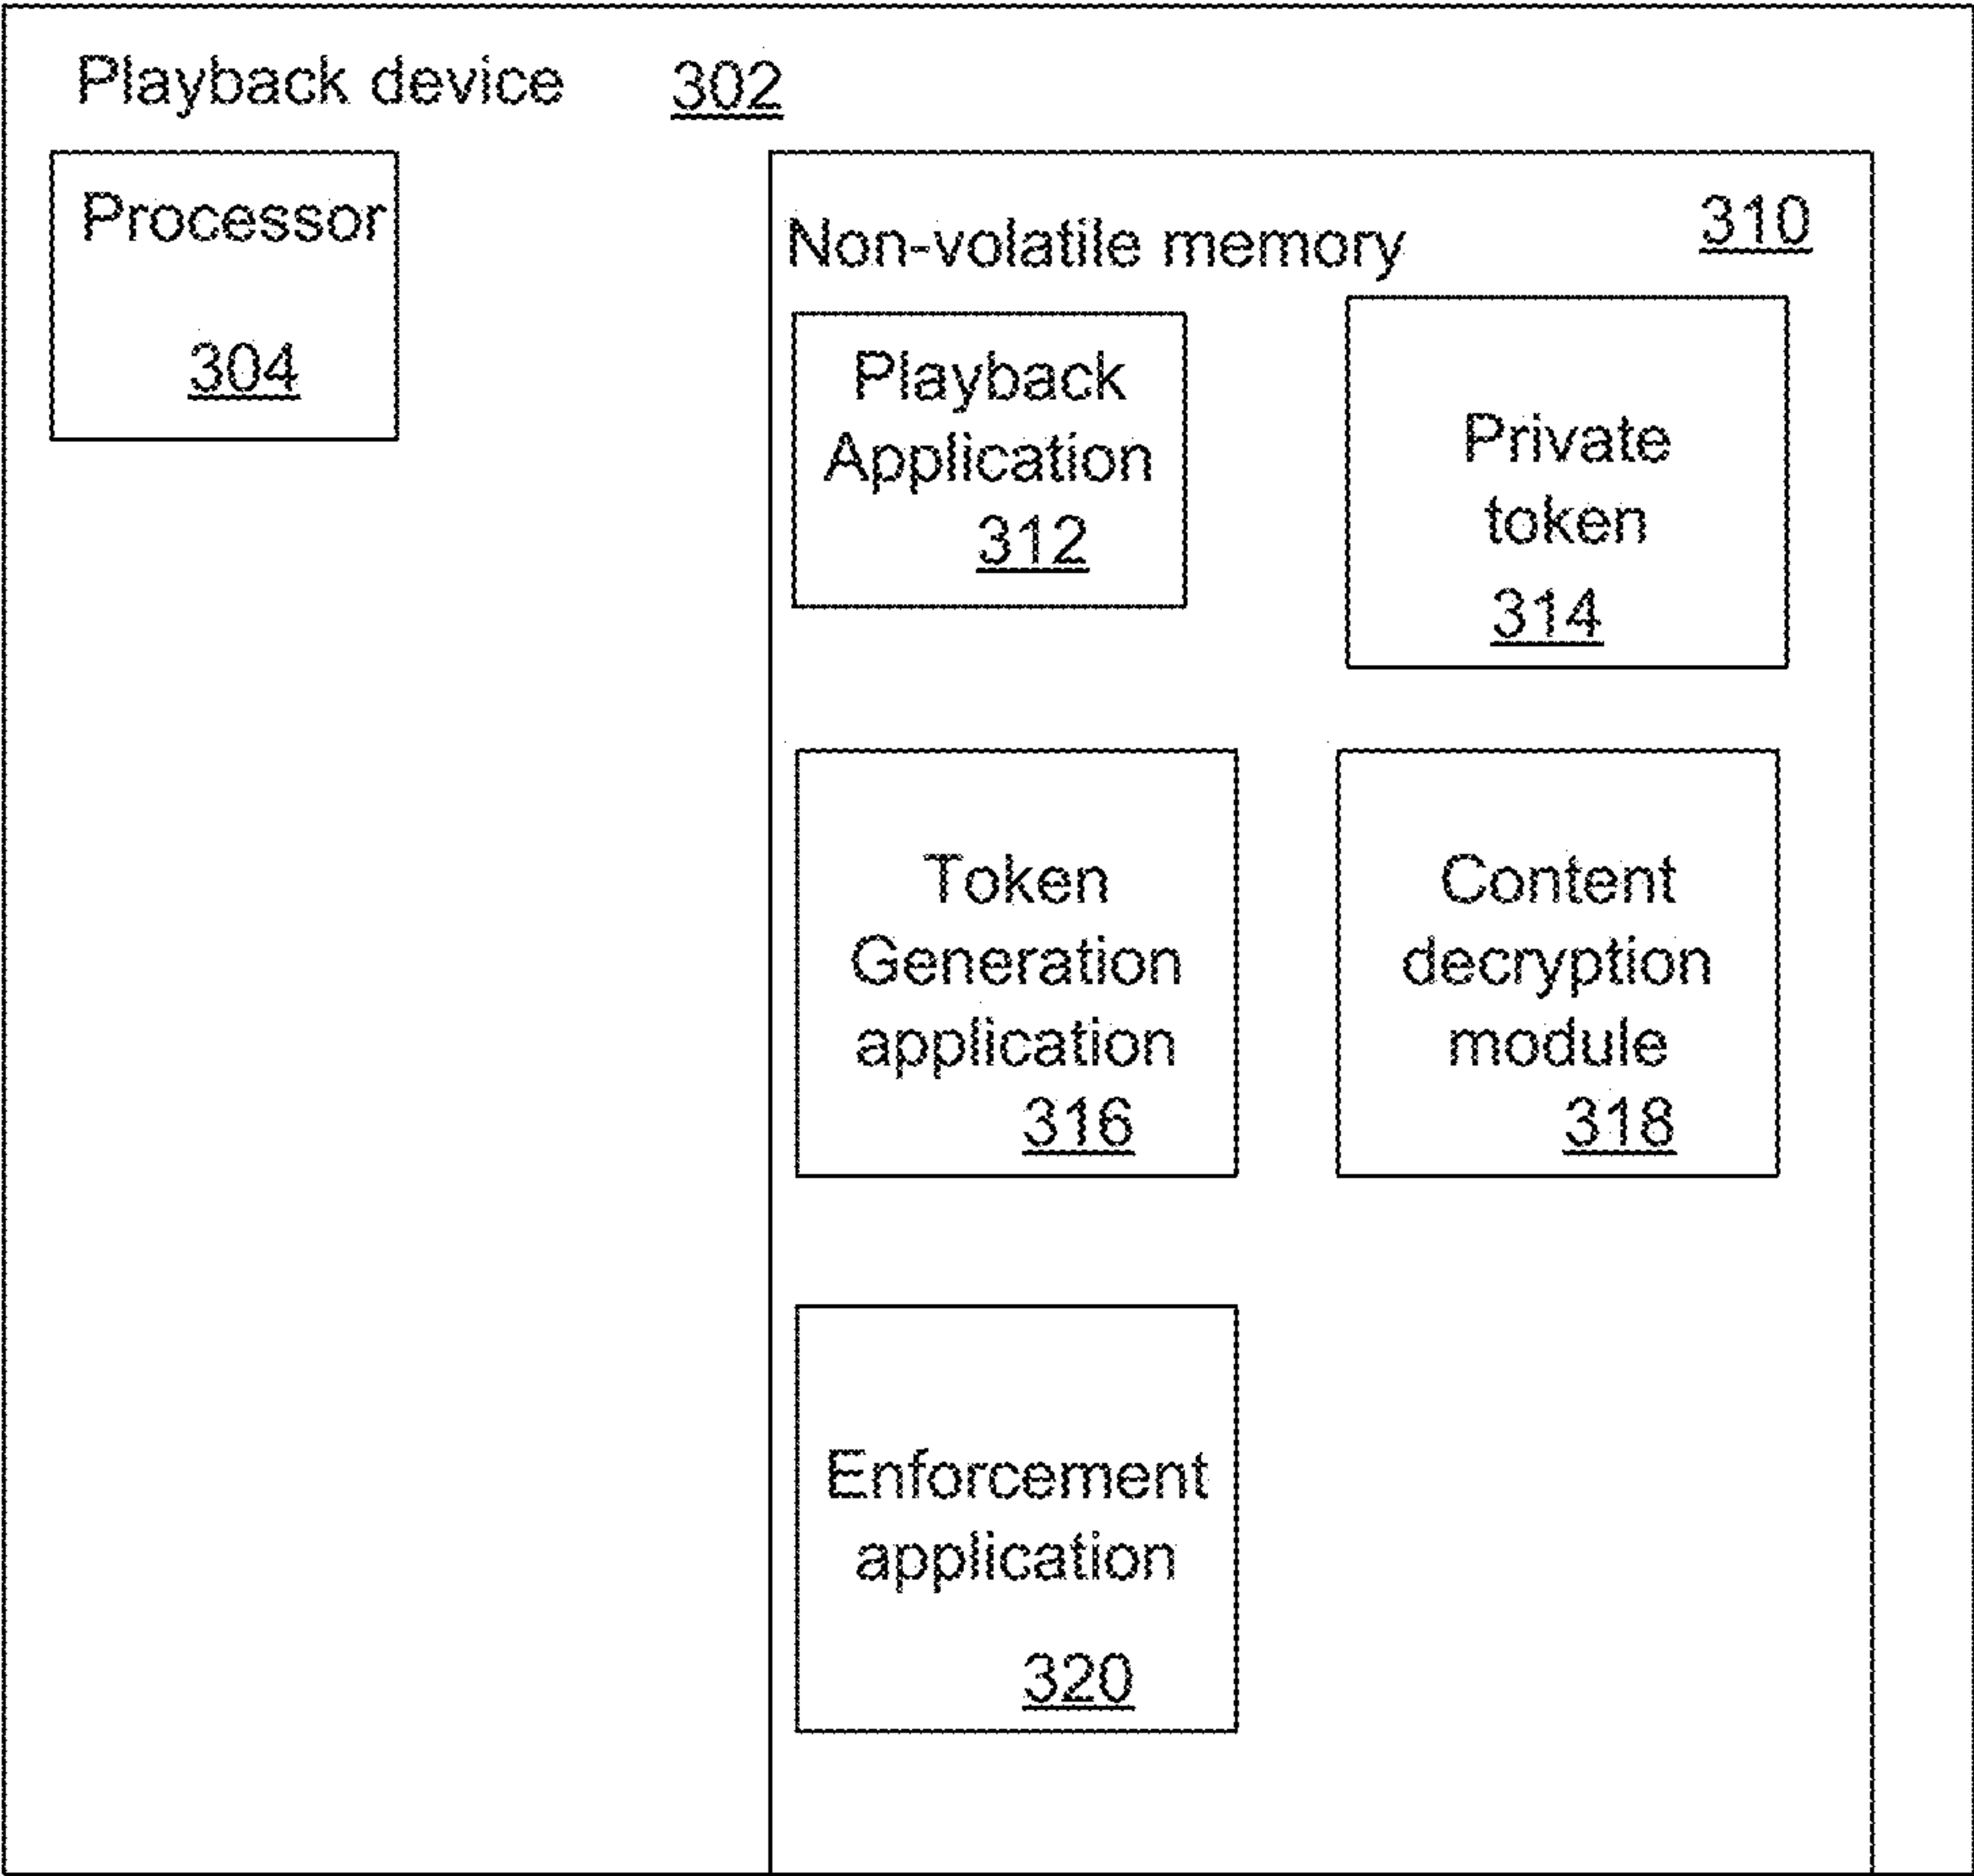 Playback device 302
Processor
304
Non-volatile memory 310
Playback
Application
312
Private
token
314
Token
Generation
application
316
Content
decryption
module
318
Enforcement
application
320